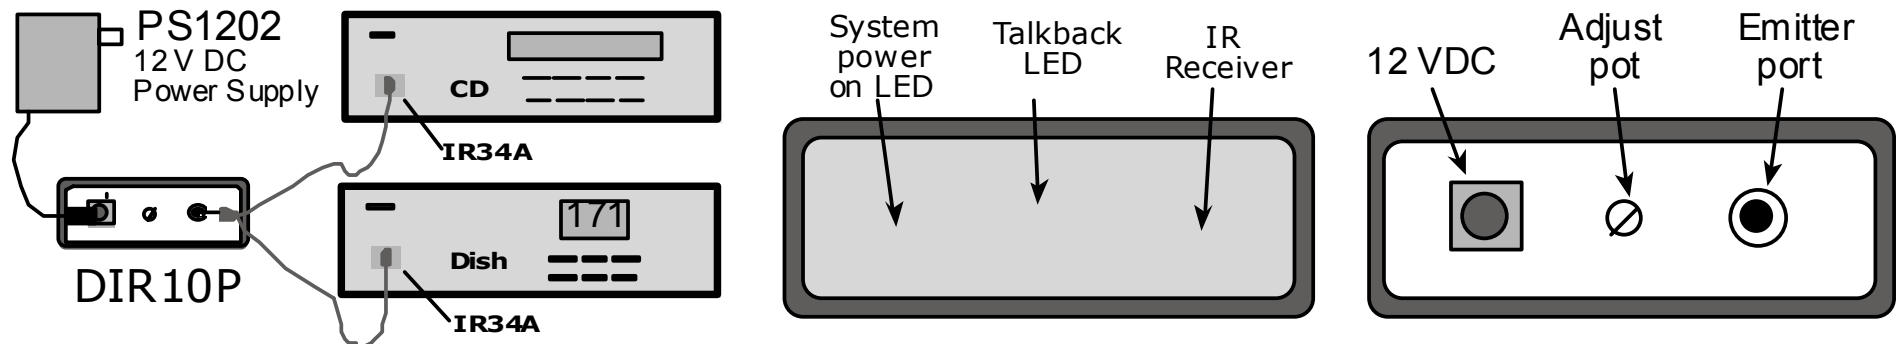 PS1202
12 V DC
Power Supply
CD
IR34A
171
Dish
IR34A
DIR10P
System
power
on LED
Talkback
LED
IR
Receiver
12 VDC
Adjust
pot
Emitter
port